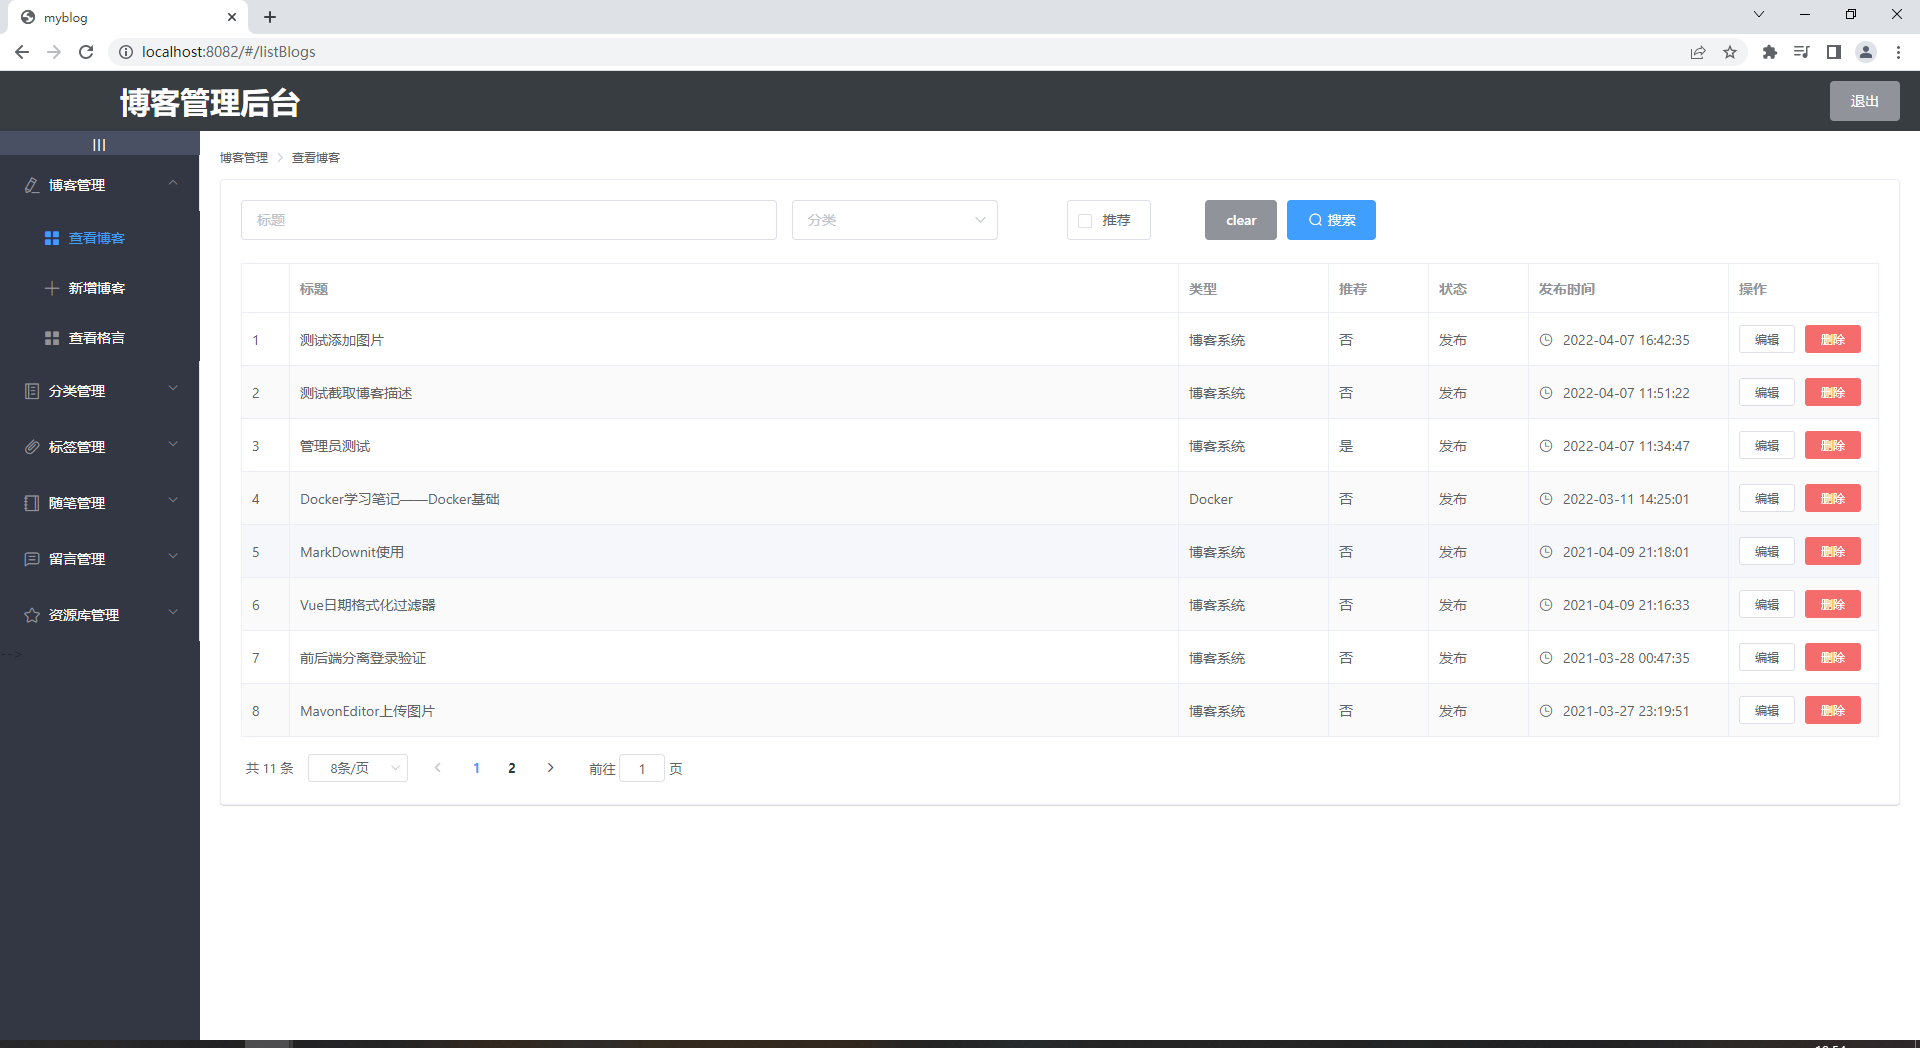 myblog
localhost:8082/#/listBlogs
博客管理后台
退出
|||
博客管理 查看博客
博客管理
查看博客
新增博客
查看格言
分类管理
标签管理
随笔管理
留言管理
资源库管理
-->
标题 分类 推荐 clear 搜索
标题 类型 推荐 状态 发布时间 操作
1 测试添加图片 博客系统 否 发布 2022-04-07 16:42:35 编辑 删除
2 测试截取博客描述 博客系统 否 发布 2022-04-07 11:51:22 编辑 删除
3 管理员测试 博客系统 是 发布 2022-04-07 11:34:47 编辑 删除
4 Docker学习笔记——Docker基础 Docker 否 发布 2022-03-11 14:25:01 编辑 删除
5 MarkDownit使用 博客系统 否 发布 2021-04-09 21:18:01 编辑 删除
6 Vue日期格式化过滤器 博客系统 否 发布 2021-04-09 21:16:33 编辑 删除
7 前后端分离登录验证 博客系统 否 发布 2021-03-28 00:47:35 编辑 删除
8 MavonEditor上传图片 博客系统 否 发布 2021-03-27 23:19:51 编辑 删除
共 11 条 8条/页 1 2 前往 1 页